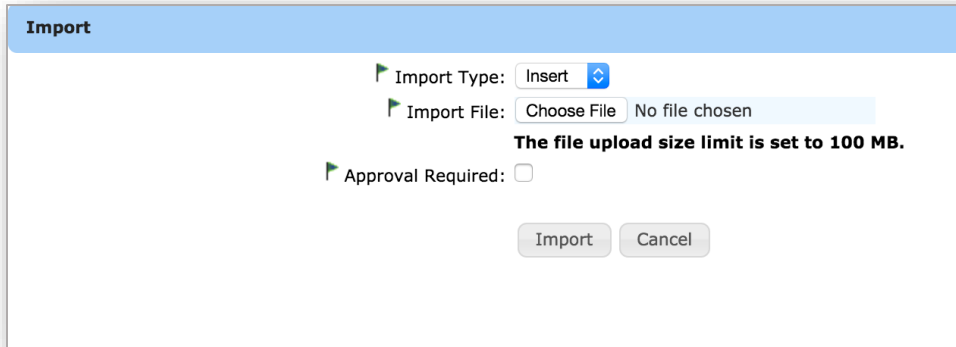 Import
Import Type: Insert
Import File: Choose File No file chosen
The file upload size limit is set to 100 MB.
Approval Required:
Import Cancel